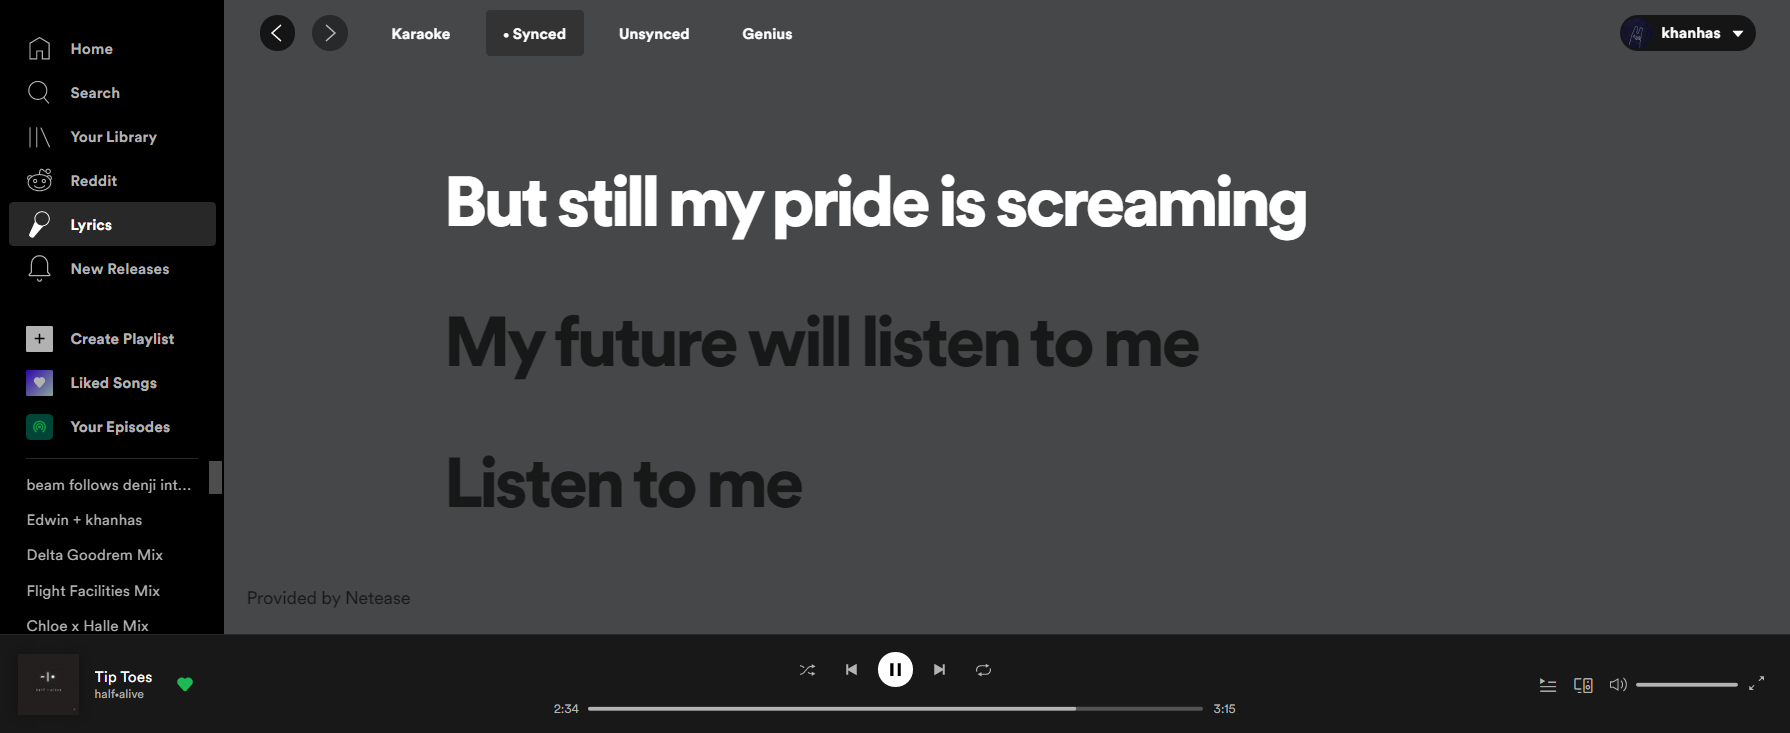 Home
Search
Your Library
Reddit
Lyrics
New Releases
Create Playlist
Liked Songs
Your Episodes
beam follows denji int...
Edwin + khanhas
Delta Goodrem Mix
Flight Facilities Mix
Chloe x Halle Mix
Karaoke
• Synced
Unsynced
Genius
khanhas
But still my pride is screaming
My future will listen to me
Listen to me
Provided by Netease
Tip Toes
half•alive
2:34
3:15